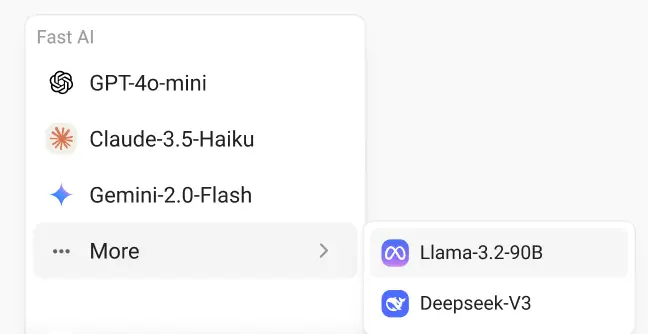 Fast AI
GPT-4o-mini
Claude-3.5-Haiku
Gemini-2.0-Flash
More
Llama-3.2-90B
Deepseek-V3